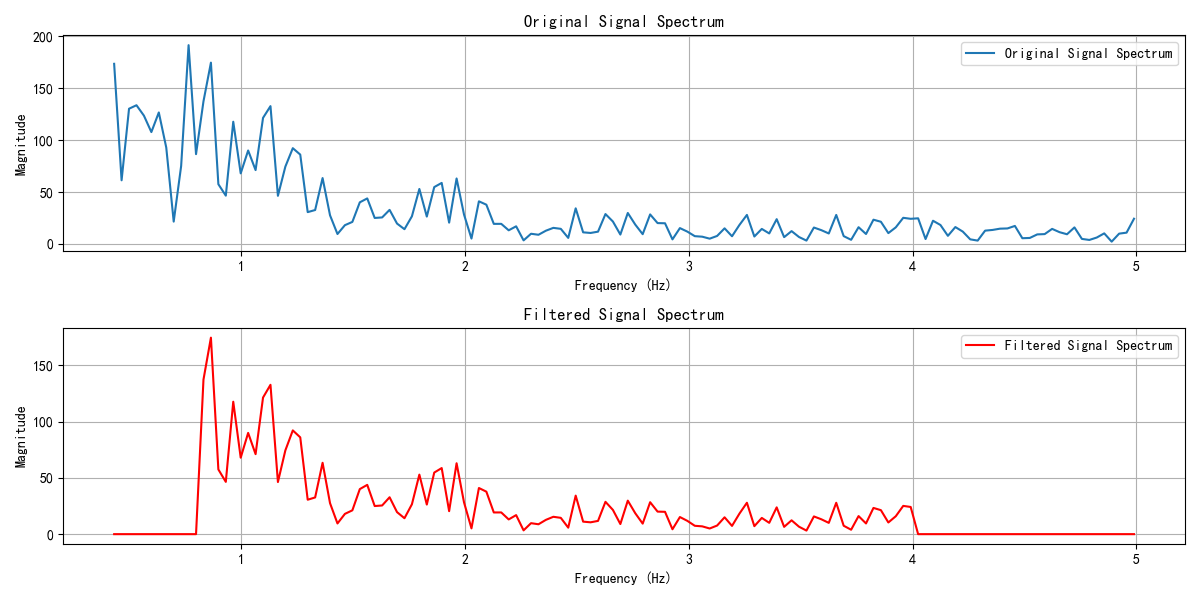 Original Signal Spectrum
200
150
100
50
0
Magnitude
Original Signal Spectrum
1
2
3
4
5
Frequency (Hz)
Filtered Signal Spectrum
150
100
50
0
Magnitude
Filtered Signal Spectrum
1
2
3
4
5
Frequency (Hz)